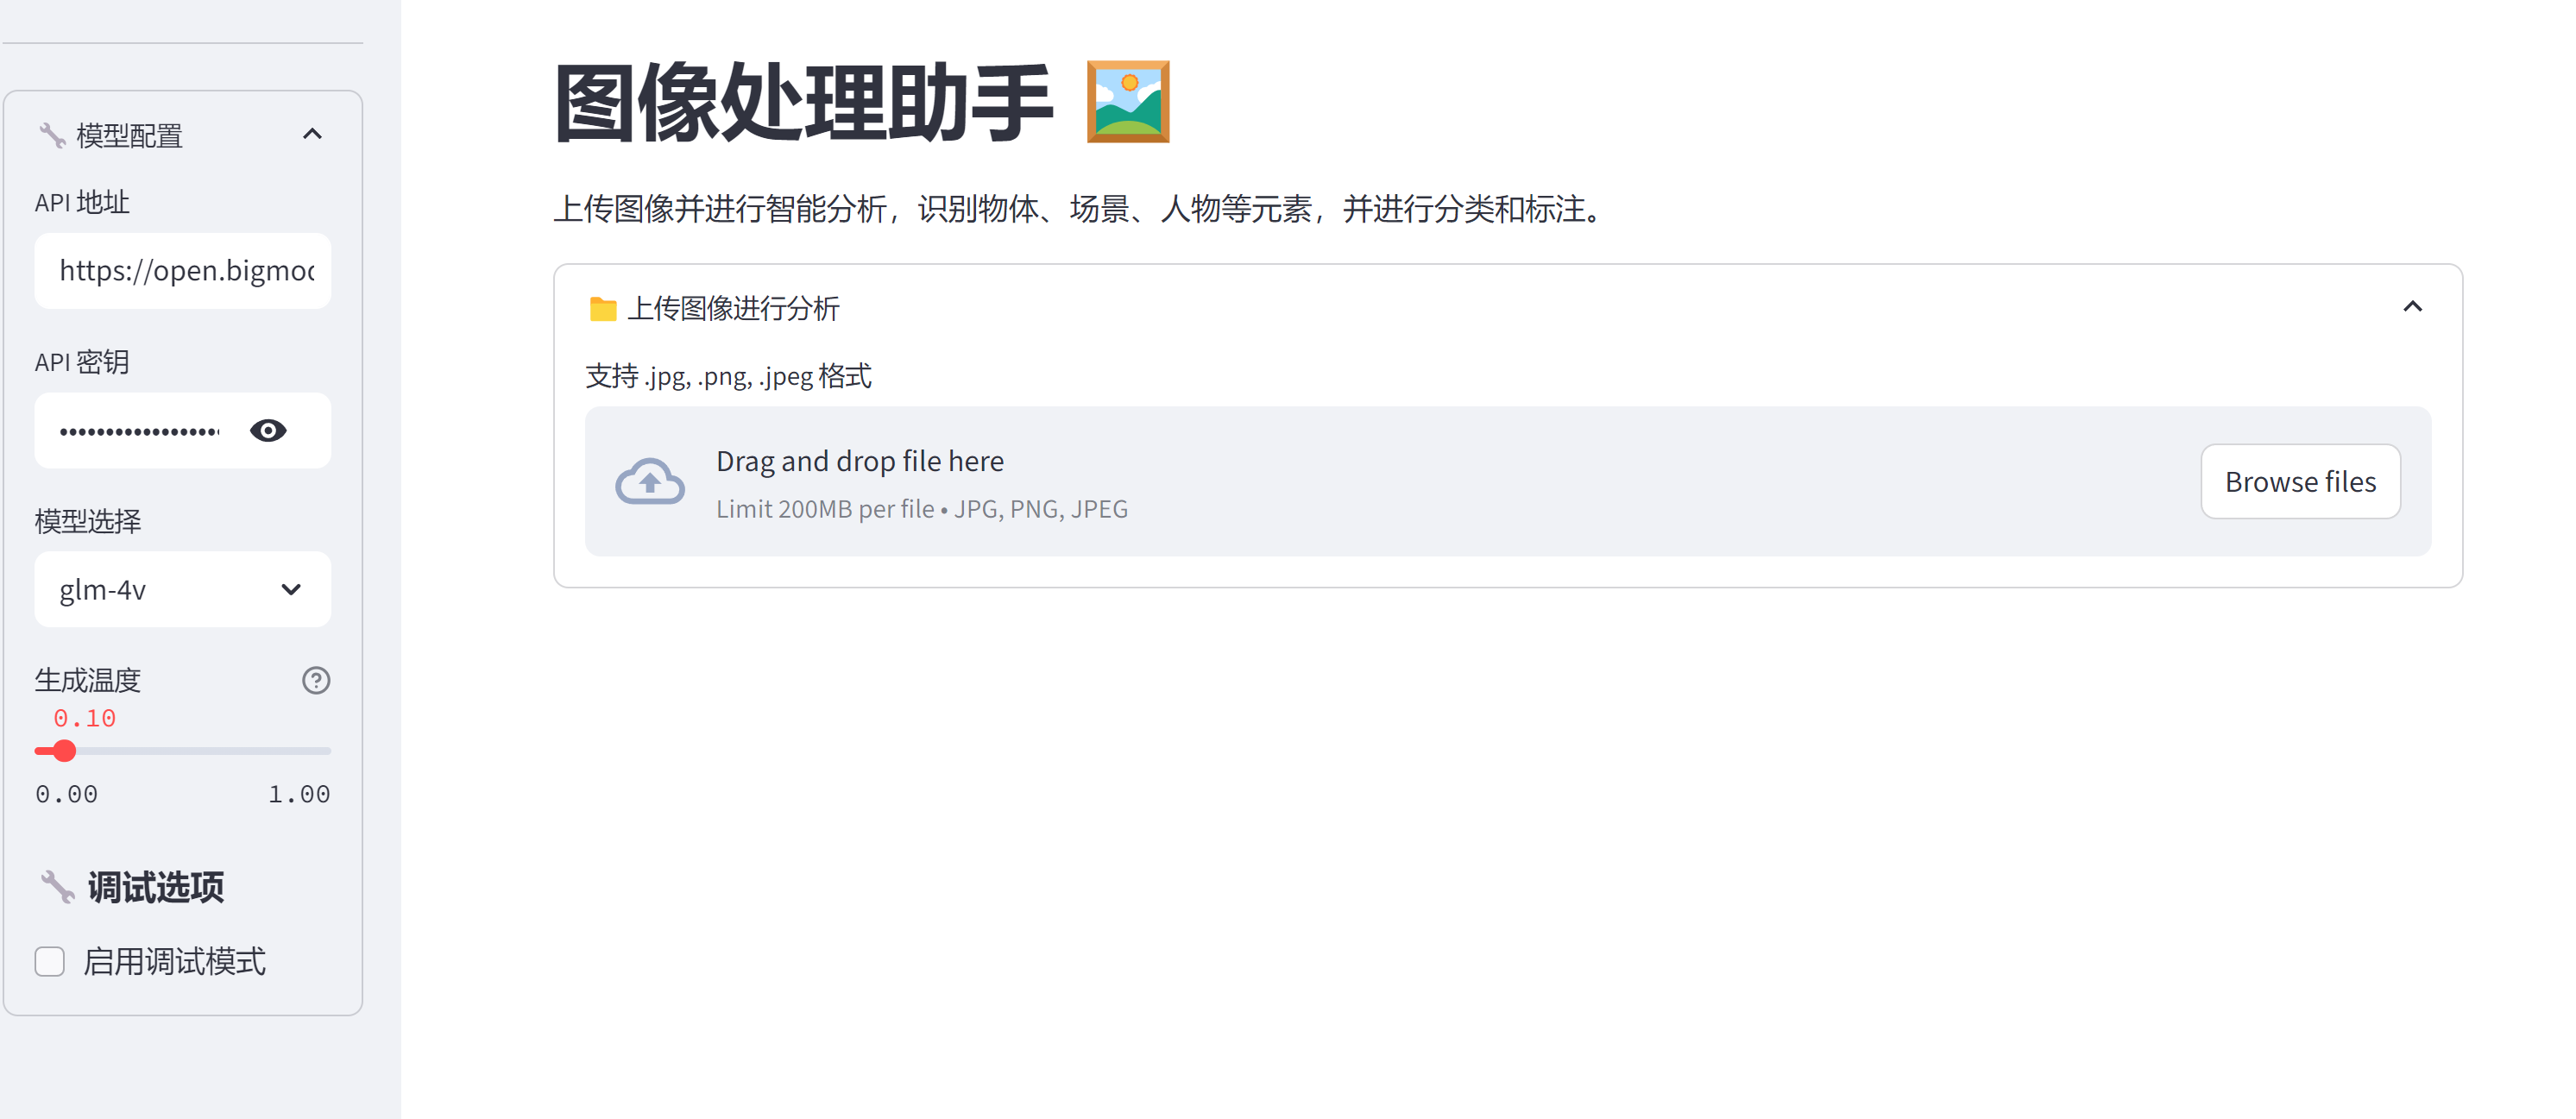 模型配置
API 地址
https://open.bigmoc
API 密钥
模型选择
glm-4v
生成温度
0.10
0.00 1.00
调试选项
启用调试模式
图像处理助手
上传图像并进行智能分析，识别物体、场景、人物等元素，并进行分类和标注。
上传图像进行分析
支持 .jpg, .png, .jpeg 格式
Drag and drop file here
Limit 200MB per file • JPG, PNG, JPEG
Browse files